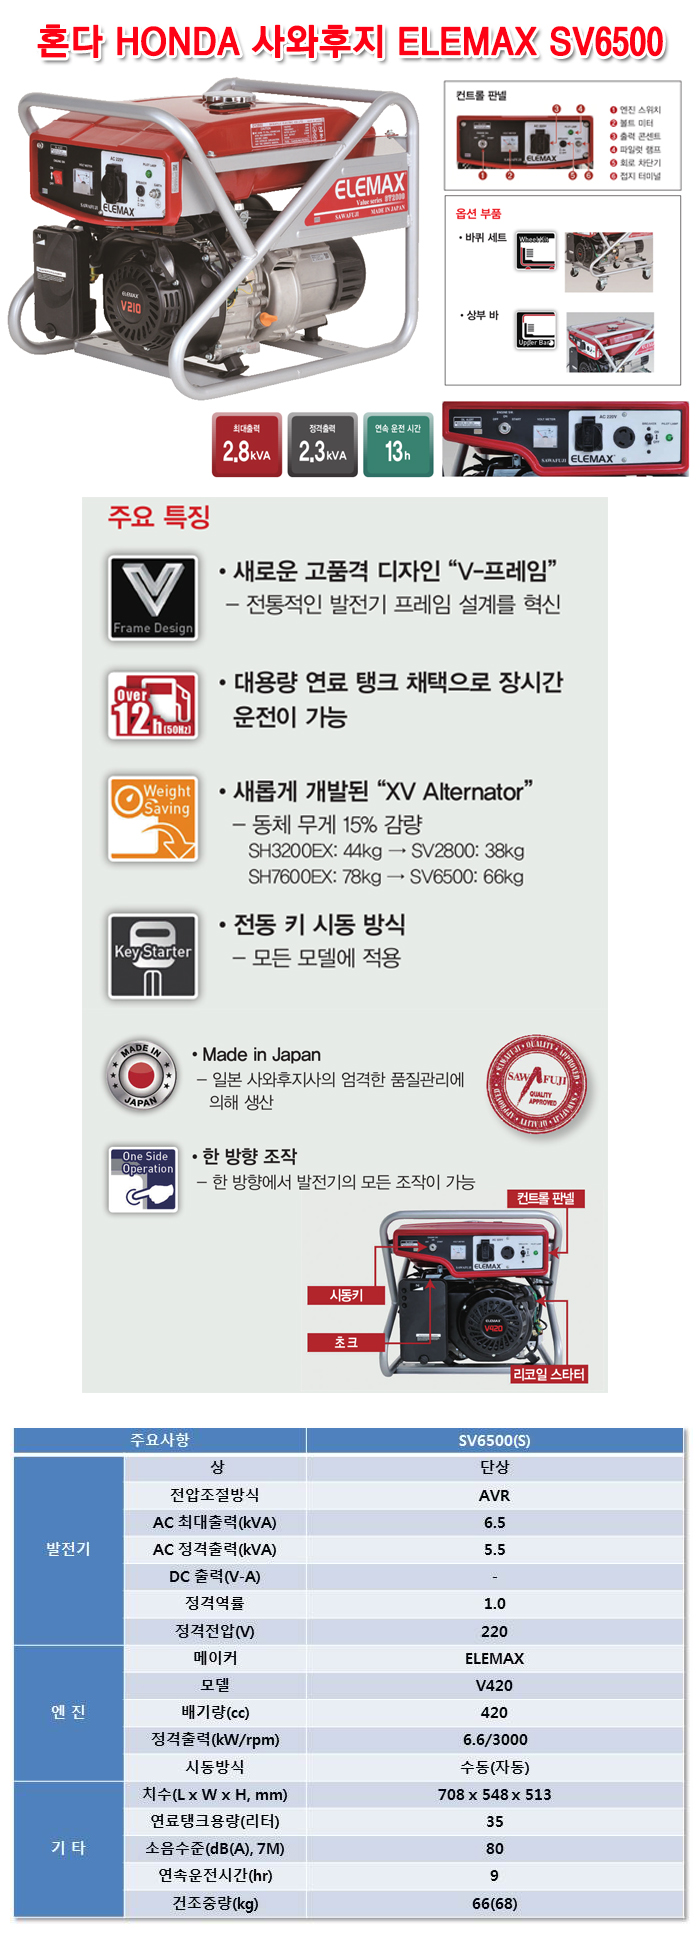 혼다 HONDA 사와후지 ELEMAX SV6500
컨트롤 판넬
❶ 엔진 스위치
❷ 볼트 미터
❸ 출력 콘센트
❹ 파일럿 램프
❺ 회로 차단기
❻ 접지 터미널
ELEMAX
옵션 부품
• 바퀴 세트
Wheel Kit
• 상부 바
Upper Bar
AC 220V
ELEMAX
ELEMAX
SAWAFUJI
MADE IN JAPAN
ELEMAX
V210
최대출력
2.8kVA
정격출력
2.3kVA
연속 운전 시간
13h
AC 220V
SAWAFUJI
ELEMAX
주요 특징
Frame Design
• 새로운 고품격 디자인 “V-프레임”
– 전통적인 발전기 프레임 설계를 혁신
Over
12h(50Hz)
• 대용량 연료 탱크 채택으로 장시간
운전이 가능
Weight
Saving
• 새롭게 개발된 “XV Alternator”
– 동체 무게 15% 감량
SH3200EX: 44kg → SV2800: 38kg
SH7600EX: 78kg → SV6500: 66kg
Key Starter
• 전동 키 시동 방식
– 모든 모델에 적용
MADE IN
JAPAN
• Made in Japan
– 일본 사와후지사의 엄격한 품질관리에
의해 생산
SAWAFUJI
QUALITY
APPROVED
One Side
Operation
• 한 방향 조작
– 한 방향에서 발전기의 모든 조작이 가능
컨트롤 판넬
시동키
초크
리코일 스타터
ELEMAX
ELEMAX
V420
주요사항 SV6500(S)
발전기
상 단상
전압조절방식 AVR
AC 최대출력(kVA) 6.5
AC 정격출력(kVA) 5.5
DC 출력(V-A) -
정격역률 1.0
정격전압(V) 220
엔 진
메이커 ELEMAX
모델 V420
배기량(cc) 420
정격출력(kW/rpm) 6.6/3000
시동방식 수동(자동)
기 타
치수(L x W x H, mm) 708 x 548 x 513
연료탱크용량(리터) 35
소음수준(dB(A), 7M) 80
연속운전시간(hr) 9
건조중량(kg) 66(68)